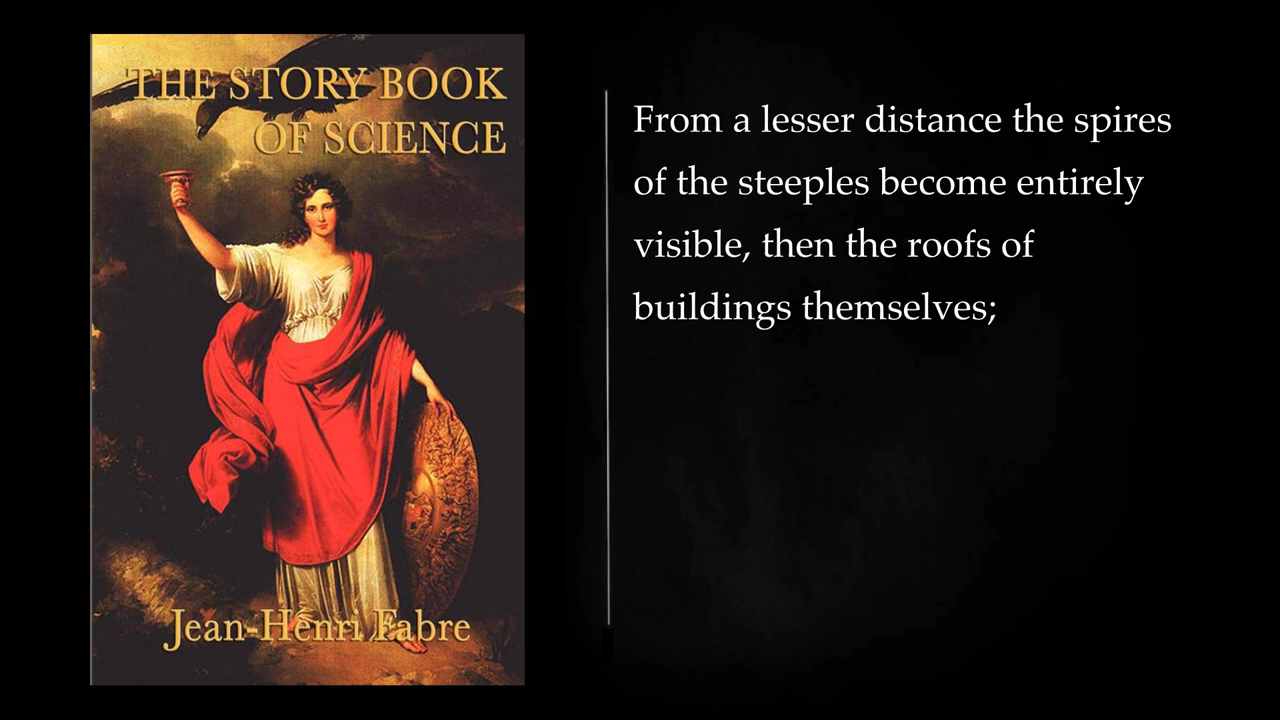 THE STORY BOOK
OF SCIENCE
Jean-Henri Fabre
From a lesser distance the spires
of the steeples become entirely
visible, then the roofs of
buildings themselves;